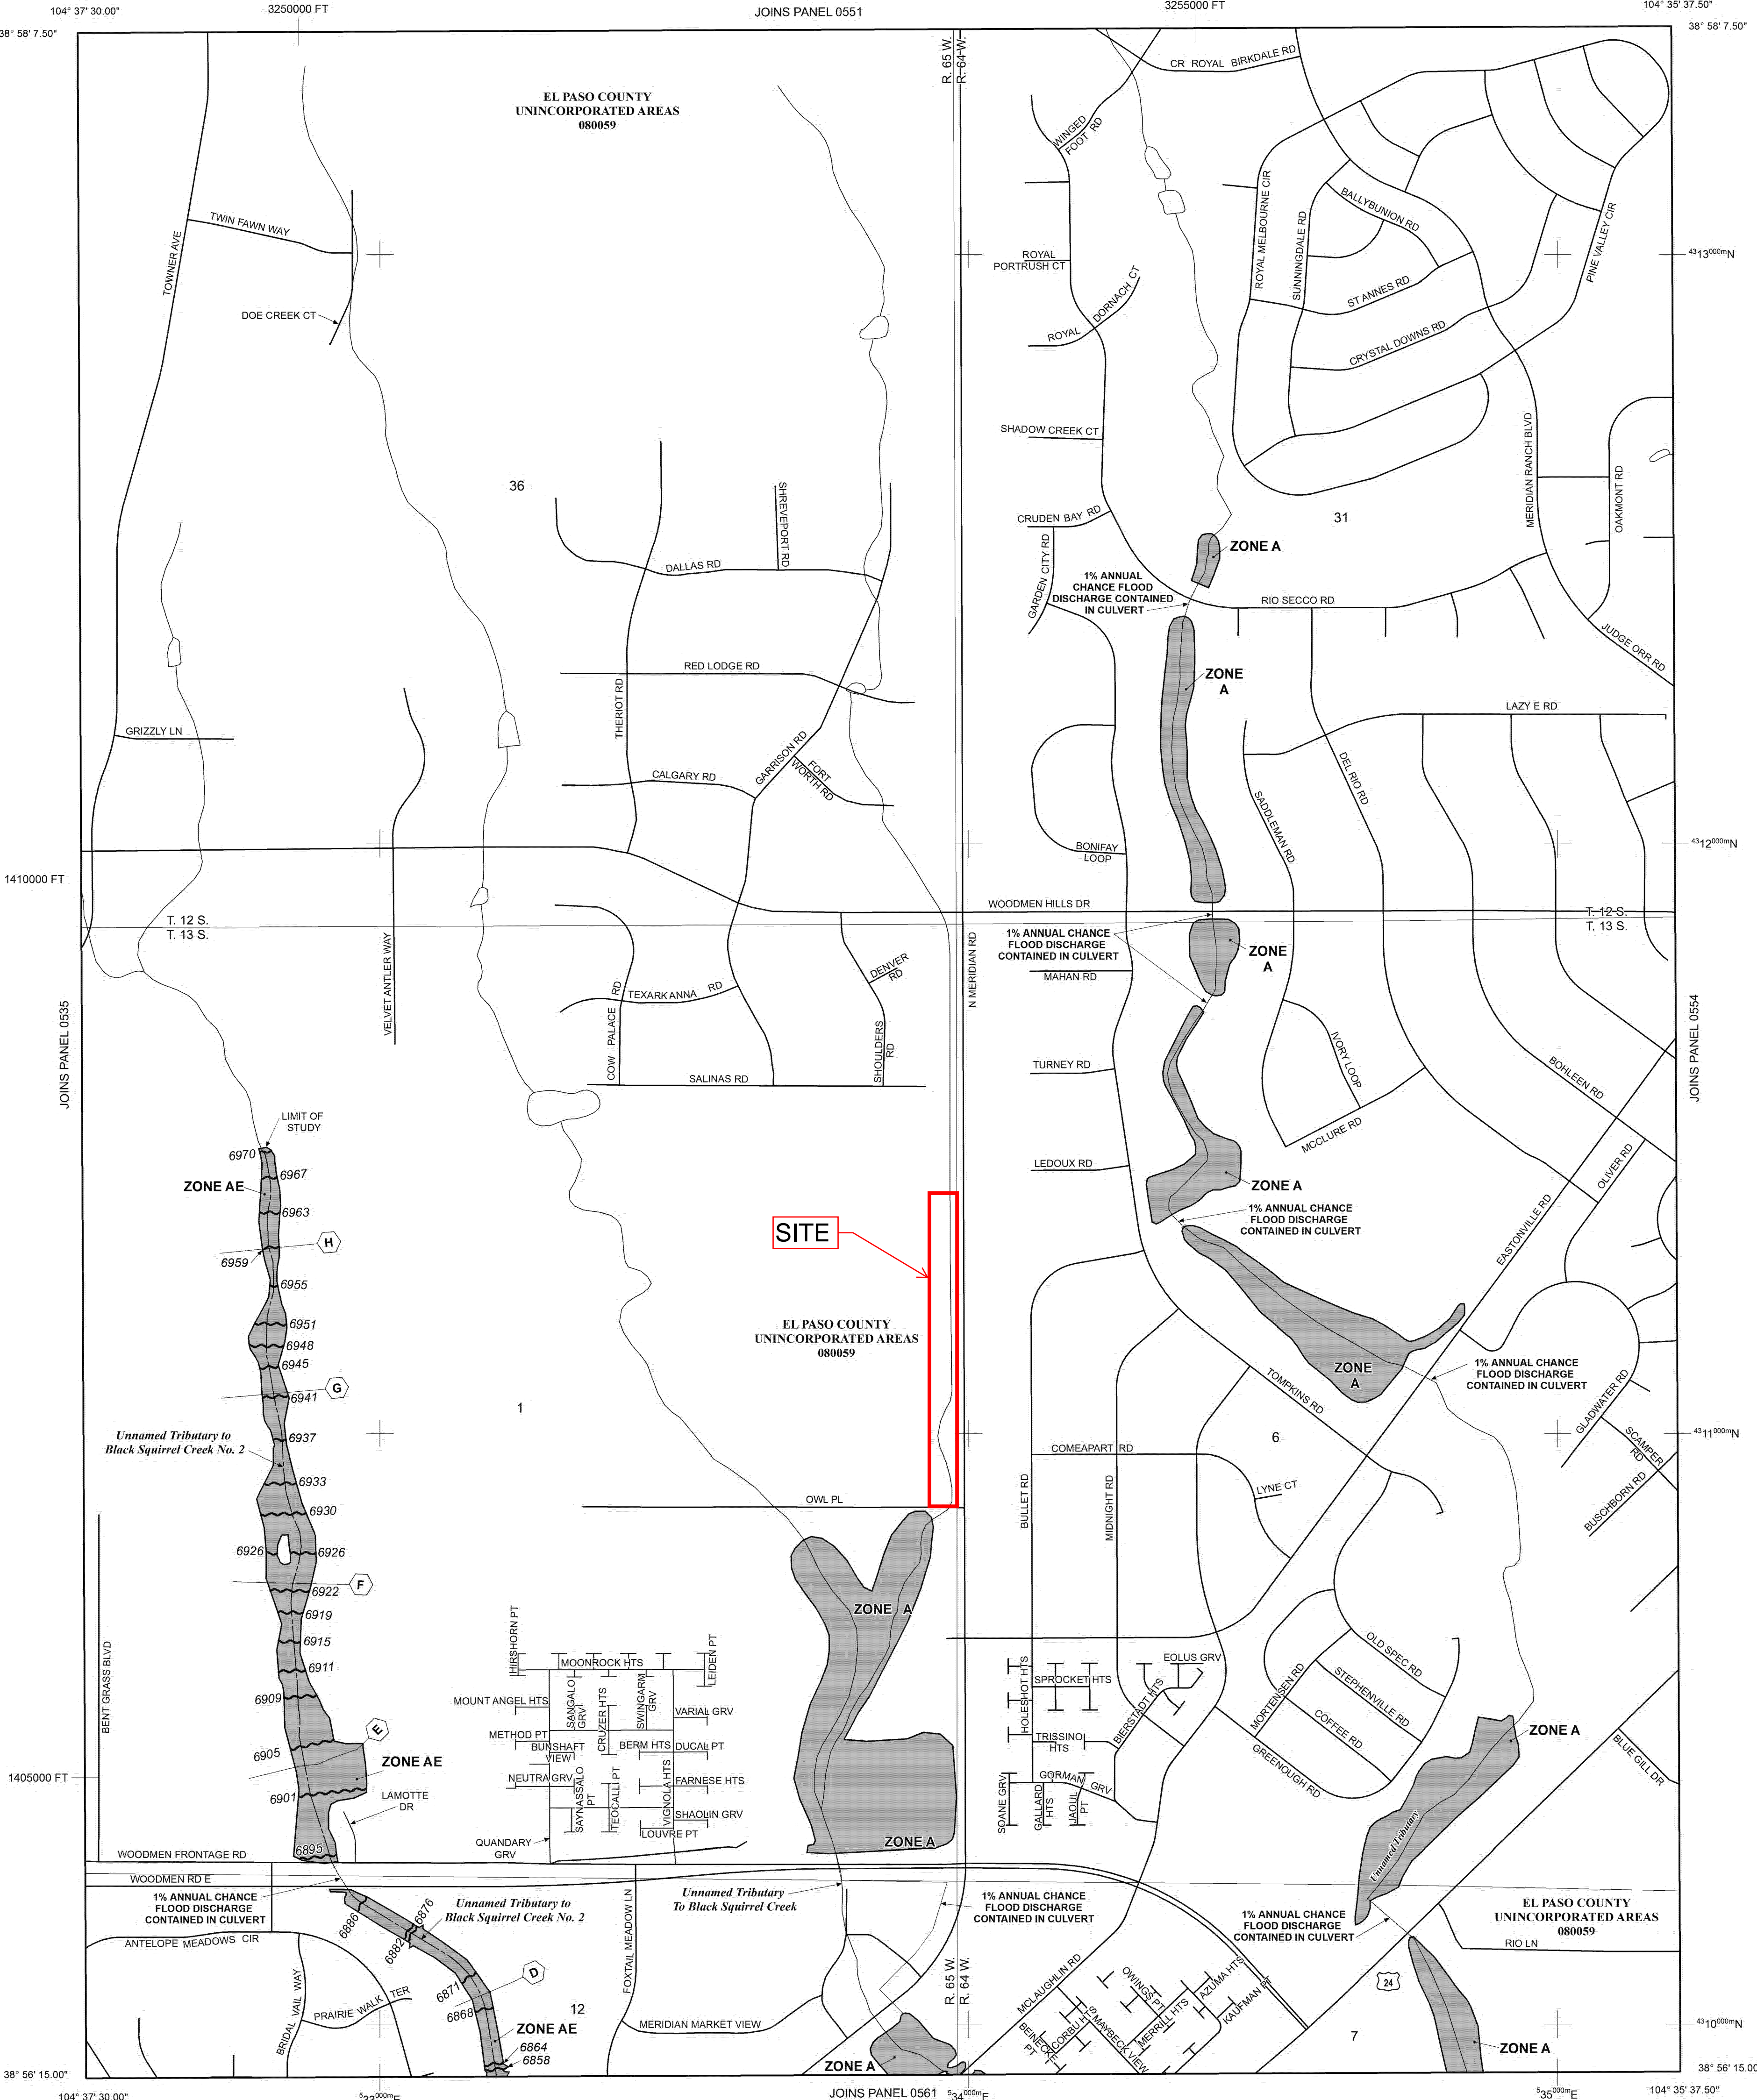 104° 37' 30.00"
3250000 FT
JOINS PANEL 0551
3255000 FT
104° 35' 37.50"
38° 58' 7.50"
38° 58' 7.50"
R. 65 W.
R. 64 W.
CR ROYAL BIRKDALE RD
EL PASO COUNTY
UNINCORPORATED AREAS
080059
WINGED
FOOT RD
TOWNER AVE
TWIN FAWN WAY
DOE CREEK CT
ROYAL MELBOURNE CIR
SUNNINGDALE RD
BALLYBUNION RD
PINE VALLEY CIR
ROYAL
PORTRUSH CT
4313000mN
ROYAL DORNACH CT
ST ANNES RD
CRYSTAL DOWNS RD
SHADOW CREEK CT
MERIDIAN RANCH BLVD
OAKMONT RD
36
SHREVEPORT RD
CRUDEN BAY RD
31
GARDEN CITY RD
ZONE A
DALLAS RD
1% ANNUAL
CHANCE FLOOD
DISCHARGE CONTAINED
IN CULVERT
RIO SECCO RD
JUDGE ORR RD
RED LODGE RD
THERIOT RD
ZONE
A
LAZY E RD
GRIZZLY LN
GARRISON RD
FORT
WORTH RD
CALGARY RD
DEL RIO RD
SADDLEMAN RD
BONIFAY
LOOP
4312000mN
1410000 FT
WOODMEN HILLS DR
T. 12 S.
T. 13 S.
T. 12 S.
T. 13 S.
VELVET ANTLER WAY
N MERIDIAN RD
1% ANNUAL CHANCE
FLOOD DISCHARGE
CONTAINED IN CULVERT
ZONE
A
DENVER
RD
MAHAN RD
TEXARKANNA RD
COW PALACE RD
SHOULDERS
RD
JOINS PANEL 0535
JOINS PANEL 0554
IVORY LOOP
TURNEY RD
BOHLEEN RD
SALINAS RD
MCCLURE RD
LIMIT OF
STUDY
6970
6967
ZONE AE
LEDOUX RD
OLIVER RD
ZONE A
6963
1% ANNUAL CHANCE
FLOOD DISCHARGE
CONTAINED IN CULVERT
EASTONVILLE RD
SITE
H
6959
6955
6951
6948
6945
EL PASO COUNTY
UNINCORPORATED AREAS
080059
ZONE
A
1% ANNUAL CHANCE
FLOOD DISCHARGE
CONTAINED IN CULVERT
G
6941
TOMPKINS RD
GLADWATER RD
1
Unnamed Tributary to
Black Squirrel Creek No. 2
6937
6
4311000mN
SCAMPER
RD
COMEAPART RD
6933
LYNE CT
BULLET RD
MIDNIGHT RD
BUSCHBORN RD
OWL PL
6930
6926
6926
F
6922
6919
ZONE A
6915
6911
6909
HIRSHORN PT
MOONROCK HTS
LEIDEN PT
HOLESHOT HTS
SPROCKET HTS
EOLUS GRV
OLD SPEC RD
BENT GRASS BLVD
MOUNT ANGEL HTS
SANGALO
GRV
CRUZER HTS
SWINGARM
GRV
VARIAL GRV
BIERSTADT HTS
MORTENSEN RD
STEPHENVILLE RD
COFFEE RD
E
METHOD PT
BUNSHAFT
VIEW
BERM HTS
DUCAL PT
TRISSINO
HTS
ZONE A
6905
ZONE AE
BLUE GILL DR
GREENOUGH RD
1405000 FT
NEUTRA GRV
SAYNASSALO
PT
TEOCALLI PT
VIGNOLA HTS
FARNESE HTS
SOANE GRV
GALLARD
HTS
JAOUL
PT
GORMAN GRV
6901
LAMOTTE
DR
SHAOLIN GRV
LOUVRE PT
Unnamed Tributary
QUANDARY
GRV
ZONE A
6895
WOODMEN FRONTAGE RD
WOODMEN RD E
1% ANNUAL CHANCE
FLOOD DISCHARGE
CONTAINED IN CULVERT
6886
6882
6876
Unnamed Tributary to
Black Squirrel Creek No. 2
FOXTAIL MEADOW LN
Unnamed Tributary
To Black Squirrel Creek
1% ANNUAL CHANCE
FLOOD DISCHARGE
CONTAINED IN CULVERT
1% ANNUAL CHANCE
FLOOD DISCHARGE
CONTAINED IN CULVERT
EL PASO COUNTY
UNINCORPORATED AREAS
080059
RIO LN
ANTELOPE MEADOWS CIR
BRIDAL VAIL WAY
PRAIRIE WALK TER
6871
D
6868
12
R. 65 W.
R. 64 W.
MCLAUGHLIN RD
OWINGS PT
AZUMA HTS
24
ZONE AE
6864
6858
MERIDIAN MARKET VIEW
BEINECKE
PT
CORBU HTS
S MAYBECK VIEW
MERRILL HTS
KAUFMAN PT
7
4310000mN
ZONE A
ZONE A
38° 56' 15.00"
38° 56' 15.00"
104° 37' 30.00"
533000mE
JOINS PANEL 0561
534000mE
535000mE
104° 35' 37.50"